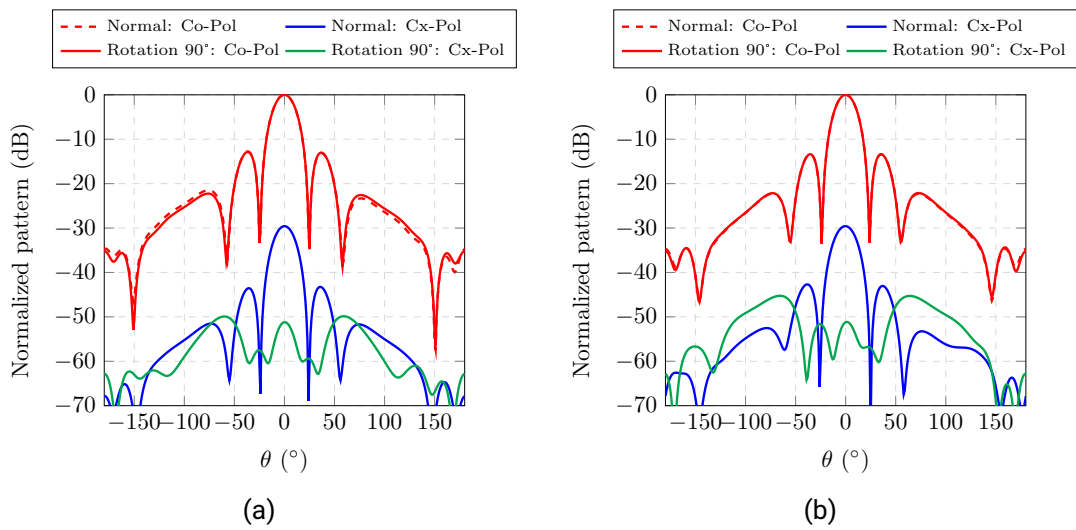 Normal: Co-Pol Normal: Cx-Pol
Rotation 90°: Co-Pol Rotation 90°: Cx-Pol
0
−10
−20
−30
−40
−50
−60
−70
Normalized pattern (dB)
−150 −100 −50 0 50 100 150
θ (°)
(a)
Normal: Co-Pol Normal: Cx-Pol
Rotation 90°: Co-Pol Rotation 90°: Cx-Pol
0
−10
−20
−30
−40
−50
−60
−70
Normalized pattern (dB)
−150 −100 −50 0 50 100 150
θ (°)
(b)